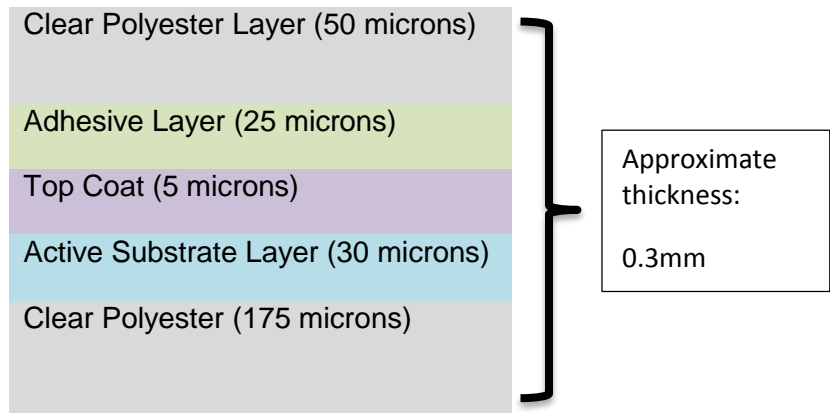 Clear Polyester Layer (50 microns)
Adhesive Layer (25 microns)
Top Coat (5 microns)
Active Substrate Layer (30 microns)
Clear Polyester (175 microns)
Approximate
thickness:
0.3mm